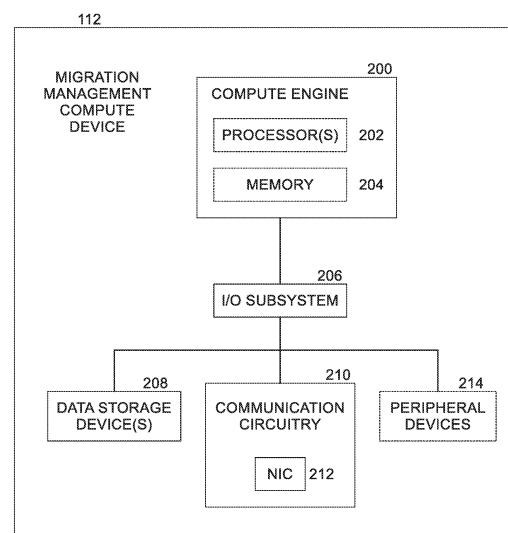 112
MIGRATION
MANAGEMENT
COMPUTE
DEVICE
200
COMPUTE ENGINE
PROCESSOR(S) 202
MEMORY 204
206
I/O SUBSYSTEM
208
DATA STORAGE
DEVICE(S)
210
COMMUNICATION
CIRCUITRY
NIC 212
214
PERIPHERAL
DEVICES